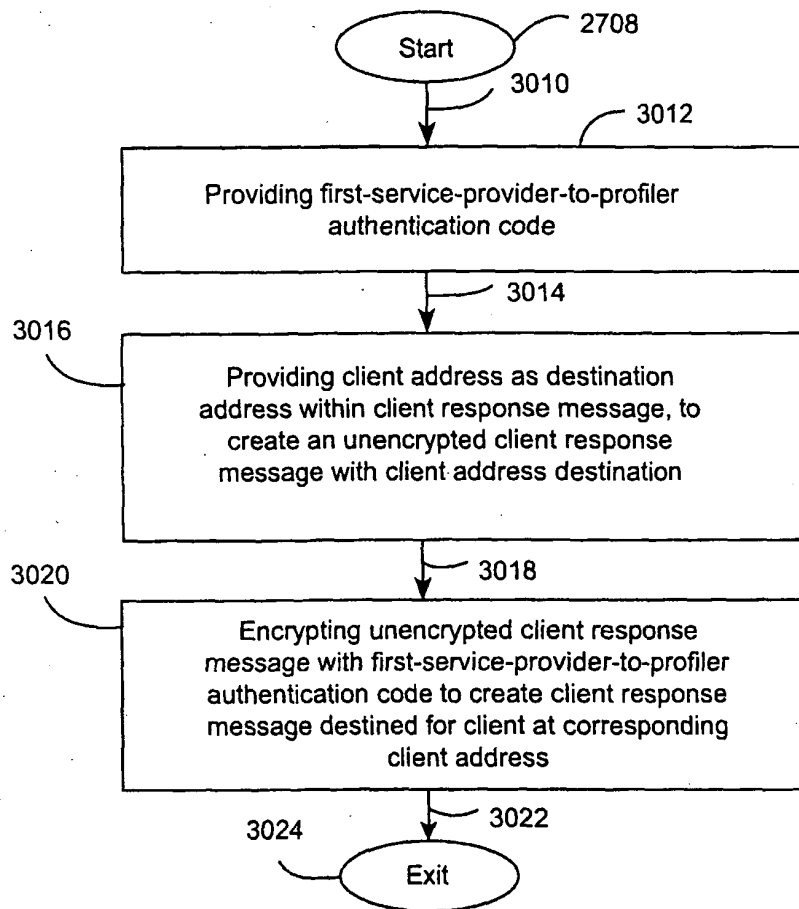 Start
2708
3010
3012
Providing first-service-provider-to-profiler
authentication code
3014
3016
Providing client address as destination
address within client response message, to
create an unencrypted client response
message with client address destination
3018
3020
Encrypting unencrypted client response
message with first-service-provider-to-profiler
authentication code to create client response
message destined for client at corresponding
client address
3022
3024
Exit